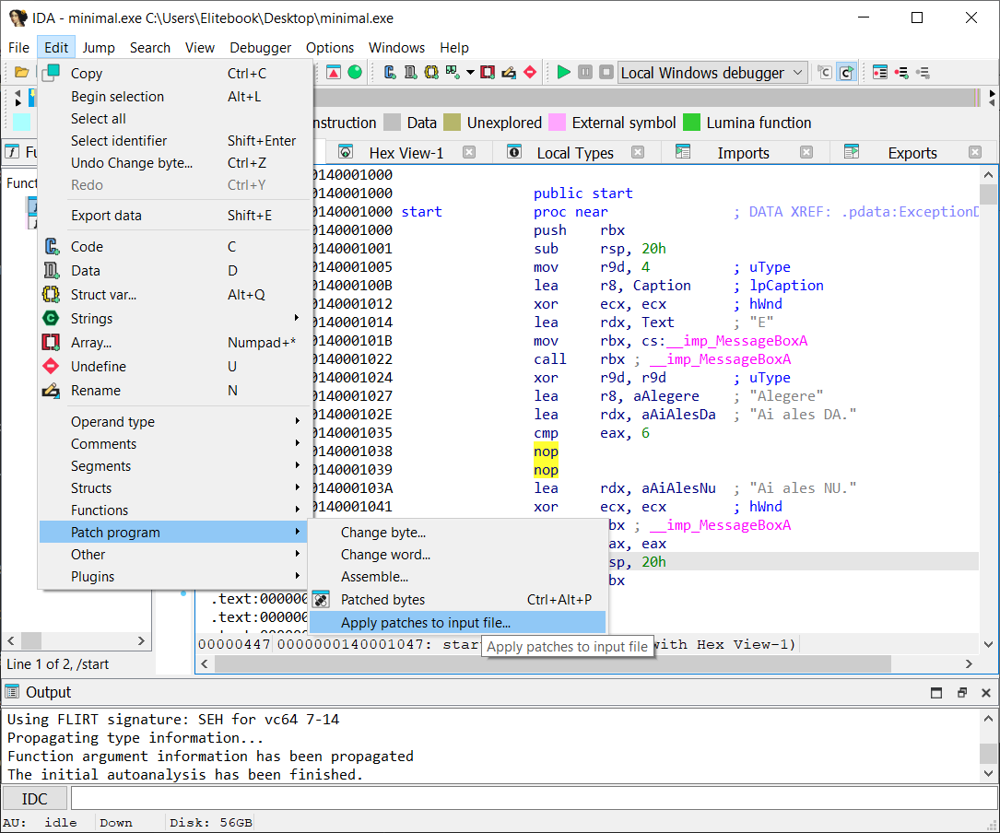 IDA - minimal.exe C:\Users\Elitebook\Desktop\minimal.exe
File Edit Jump Search View Debugger Options Windows Help
Local Windows debugger
Copy Ctrl+C
Begin selection Alt+L
Select all
Select identifier Shift+Enter
Undo Change byte... Ctrl+Z
Redo Ctrl+Y
Export data Shift+E
Code C
Data D
Struct var... Alt+Q
Strings
Array... Numpad+*
Undefine U
Rename N
Operand type
Comments
Segments
Structs
Functions
Patch program
Other
Plugins
Change byte...
Change word...
Assemble...
Patched bytes Ctrl+Alt+P
Apply patches to input file...
Apply patches to input file
nstruction Data Unexplored External symbol Lumina function
Fu Hex View-1 Local Types Imports Exports
Funct
0140001000
0140001000 public start
0140001000 start proc near ; DATA XREF: .pdata:ExceptionD
0140001000 push rbx
0140001001 sub rsp, 20h
0140001005 mov r9d, 4 ; uType
014000100B lea r8, Caption ; lpCaption
0140001012 xor ecx, ecx ; hWnd
0140001014 lea rdx, Text ; "E"
014000101B mov rbx, cs:__imp_MessageBoxA
0140001022 call rbx ; __imp_MessageBoxA
0140001024 xor r9d, r9d ; uType
0140001027 lea r8, aAlegere ; "Alegere"
014000102E lea rdx, aAiAlesDa ; "Ai ales DA."
0140001035 cmp eax, 6
0140001038 nop
0140001039 nop
014000103A lea rdx, aAiAlesNu ; "Ai ales NU."
0140001041 xor ecx, ecx ; hWnd
bx ; __imp_MessageBoxA
ax, eax
sp, 20h
bx
.text:000000
.text:000000
00000447 0000000140001047: star with Hex View-1)
Line 1 of 2, /start
Output
Using FLIRT signature: SEH for vc64 7-14
Propagating type information...
Function argument information has been propagated
The initial autoanalysis has been finished.
IDC
AU: idle Down Disk: 56GB